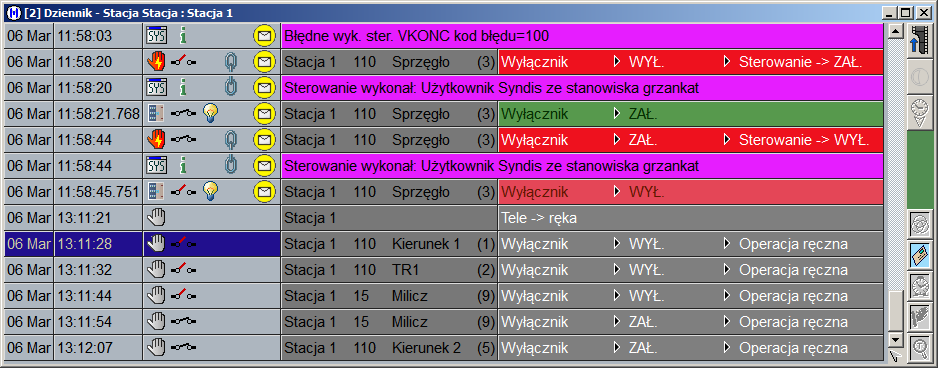 [2] Dziennik - Stacja Stacja : Stacja 1
06 Mar 11:58:03 SYS i Błędne wyk. ster. VKONC kod błędu=100
06 Mar 11:58:20 Stacja 1 110 Sprzęgło (3) Wyłącznik WYŁ. Sterowanie -> ZAŁ.
06 Mar 11:58:20 SYS i Sterowanie wykonał: Użytkownik Syndis ze stanowiska grzankat
06 Mar 11:58:21.768 Stacja 1 110 Sprzęgło (3) Wyłącznik ZAŁ.
06 Mar 11:58:44 Stacja 1 110 Sprzęgło (3) Wyłącznik ZAŁ. Sterowanie -> WYŁ.
06 Mar 11:58:44 SYS i Sterowanie wykonał: Użytkownik Syndis ze stanowiska grzankat
06 Mar 11:58:45.751 Stacja 1 110 Sprzęgło (3) Wyłącznik WYŁ.
06 Mar 13:11:21 Stacja 1 Tele -> ręka
06 Mar 13:11:28 Stacja 1 110 Kierunek 1 (1) Wyłącznik WYŁ. Operacja ręczna
06 Mar 13:11:32 Stacja 1 110 TR1 (2) Wyłącznik WYŁ. Operacja ręczna
06 Mar 13:11:44 Stacja 1 15 Milicz (9) Wyłącznik WYŁ. Operacja ręczna
06 Mar 13:11:54 Stacja 1 15 Milicz (9) Wyłącznik ZAŁ. Operacja ręczna
06 Mar 13:12:07 Stacja 1 110 Kierunek 2 (5) Wyłącznik ZAŁ. Operacja ręczna